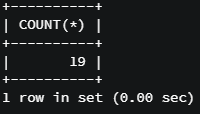 +----------+
| COUNT(*) |
+----------+
|       19 |
+----------+
1 row in set (0.00 sec)